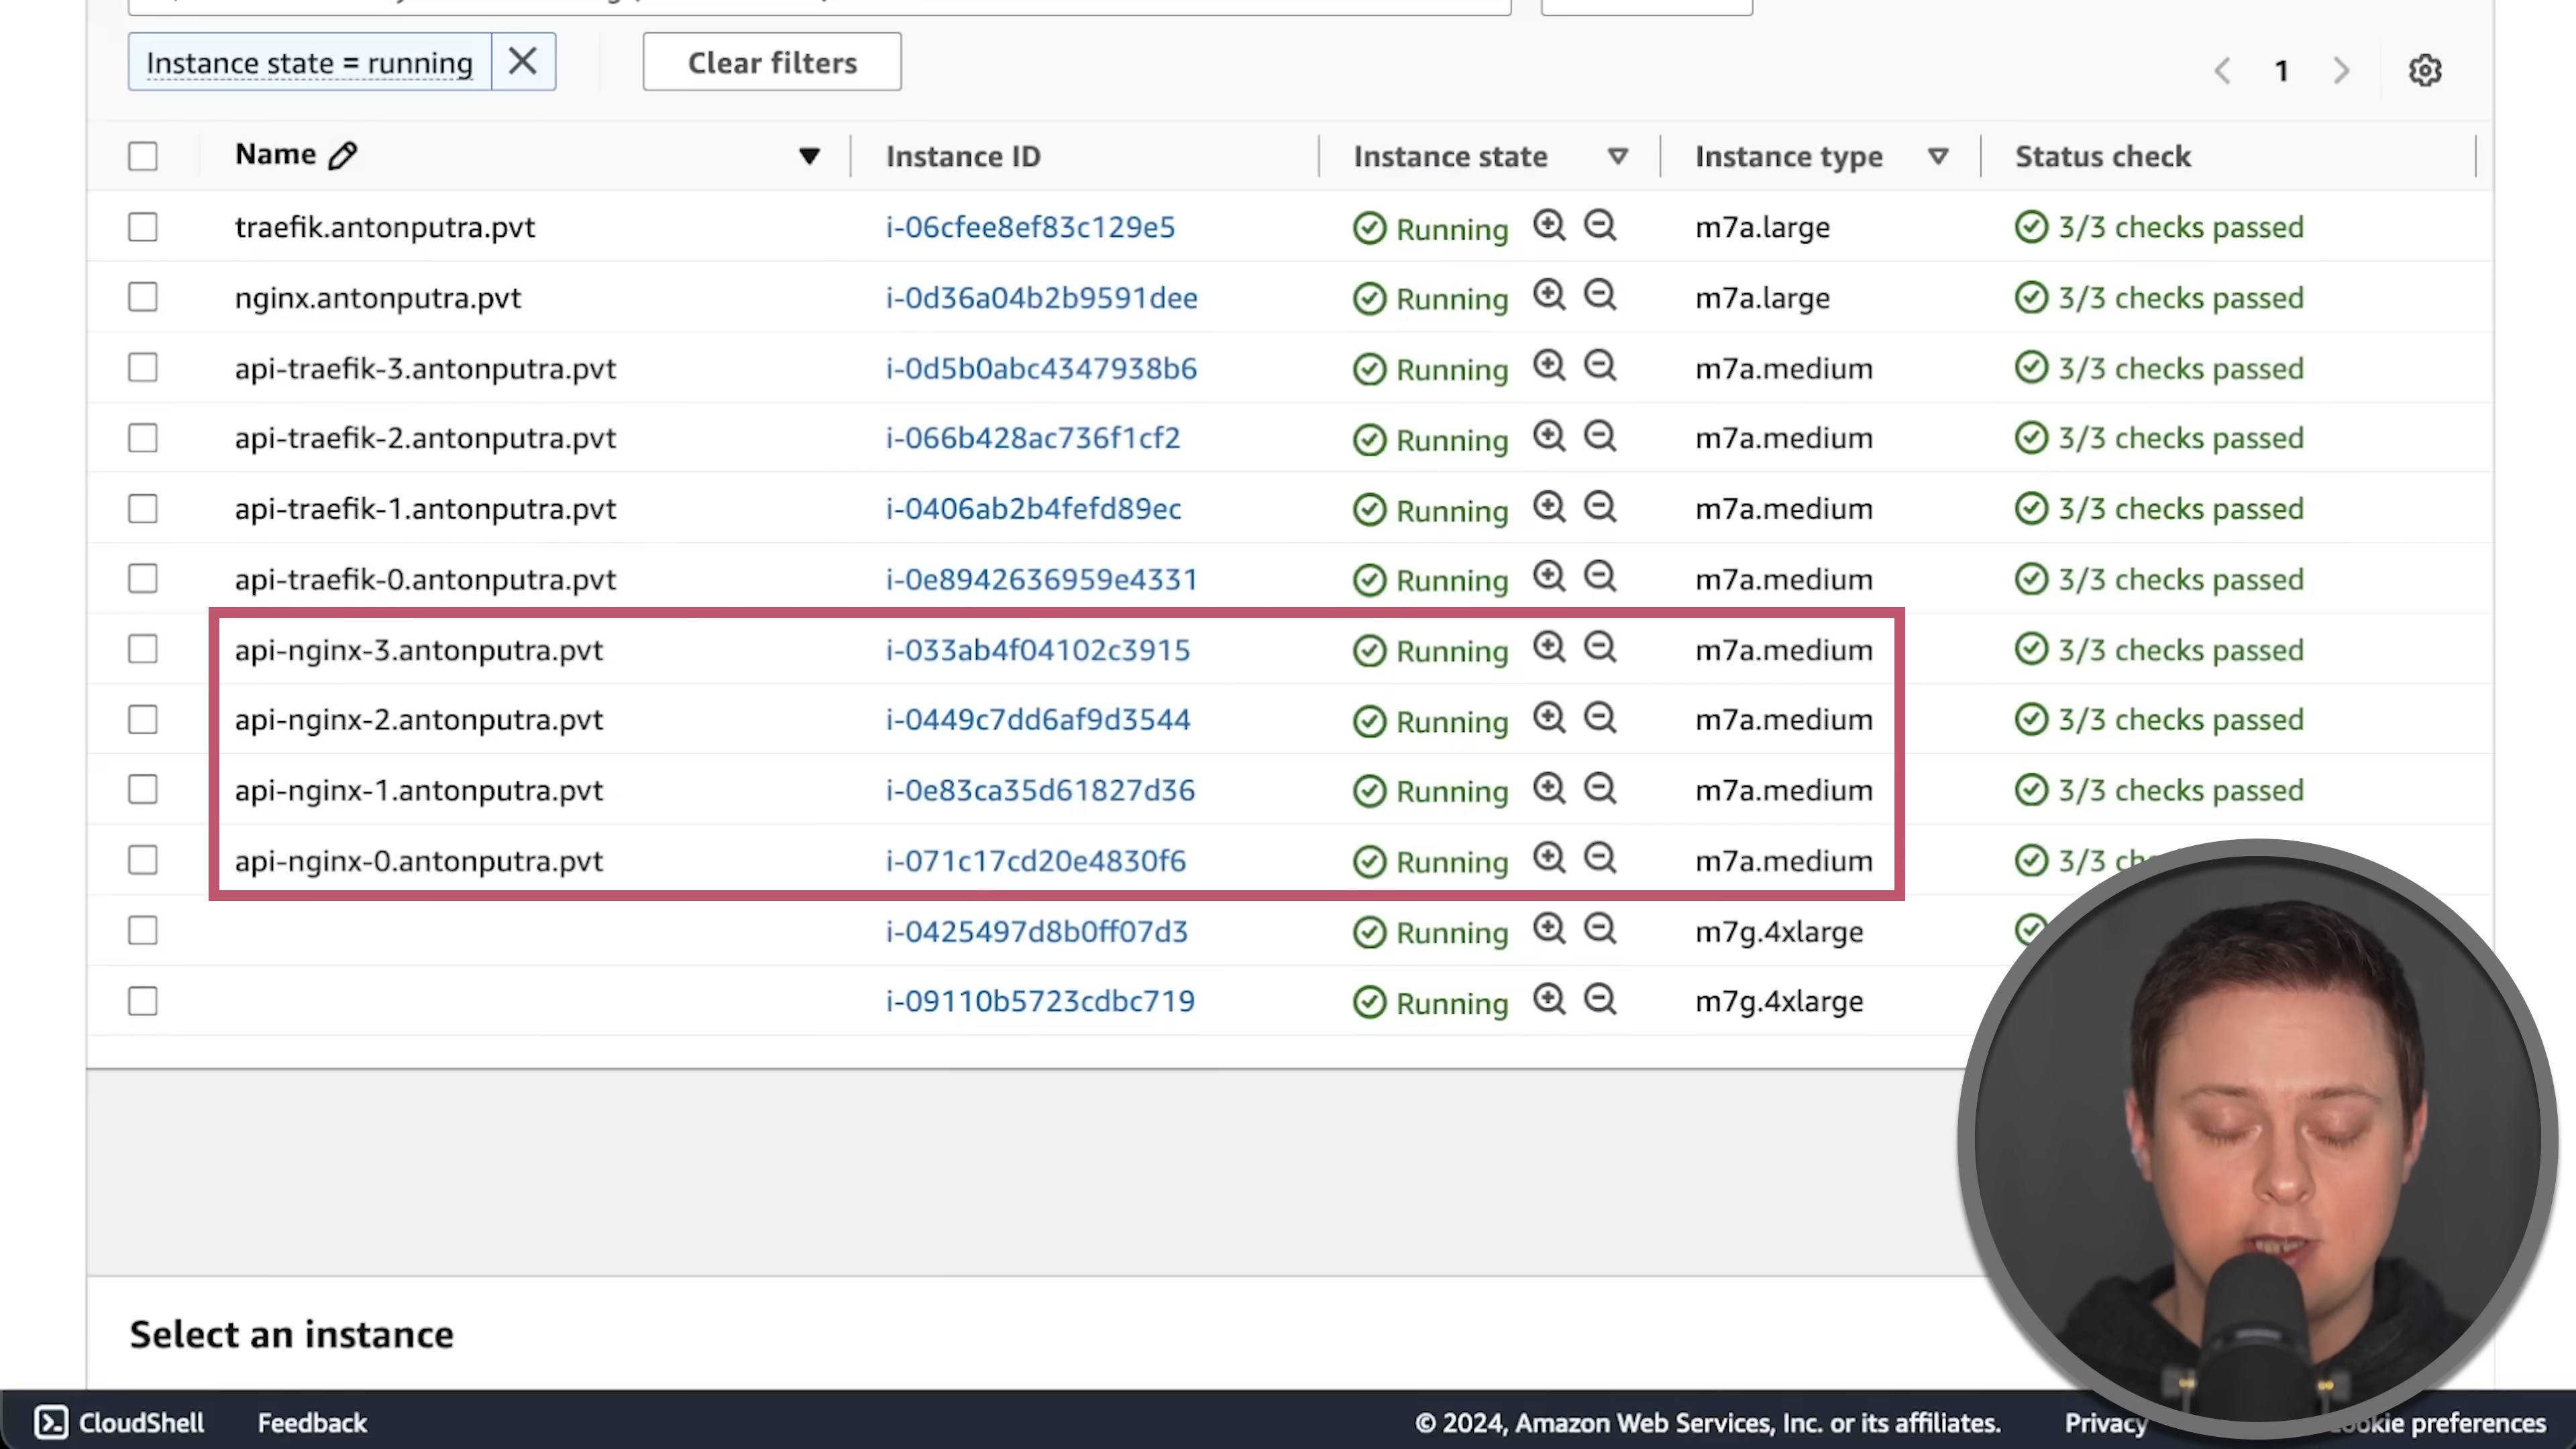 Instance state = running
Clear filters
1
Name Instance ID Instance state Instance type Status check
traefik.antonputra.pvt i-06cfee8ef83c129e5 Running m7a.large 3/3 checks passed
nginx.antonputra.pvt i-0d36a04b2b9591dee Running m7a.large 3/3 checks passed
api-traefik-3.antonputra.pvt i-0d5b0abc4347938b6 Running m7a.medium 3/3 checks passed
api-traefik-2.antonputra.pvt i-066b428ac736f1cf2 Running m7a.medium 3/3 checks passed
api-traefik-1.antonputra.pvt i-0406ab2b4fefd89ec Running m7a.medium 3/3 checks passed
api-traefik-0.antonputra.pvt i-0e8942636959e4331 Running m7a.medium 3/3 checks passed
api-nginx-3.antonputra.pvt i-033ab4f04102c3915 Running m7a.medium 3/3 checks passed
api-nginx-2.antonputra.pvt i-0449c7dd6af9d3544 Running m7a.medium 3/3 checks passed
api-nginx-1.antonputra.pvt i-0e83ca35d61827d36 Running m7a.medium 3/3 checks passed
api-nginx-0.antonputra.pvt i-071c17cd20e4830f6 Running m7a.medium 3/3
i-0425497d8b0ff07d3 Running m7g.4xlarge
i-09110b5723cdbc719 Running m7g.4xlarge
Select an instance
CloudShell Feedback © 2024, Amazon Web Services, Inc. or its affiliates. Privacy preferences